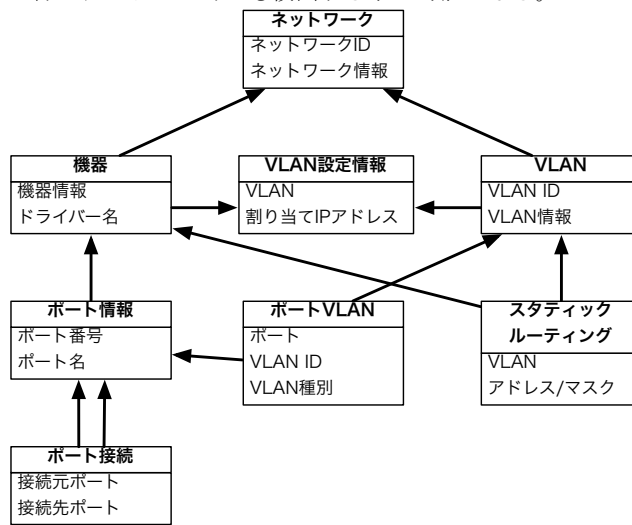 ネットワーク
ネットワークID
ネットワーク情報
機器
機器情報
ドライバー名
VLAN設定情報
VLAN
割り当てIPアドレス
VLAN
VLAN ID
VLAN情報
ポート情報
ポート番号
ポート名
ポートVLAN
ポート
VLAN ID
VLAN種別
スタティック
ルーティング
VLAN
アドレス/マスク
ポート接続
接続元ポート
接続先ポート